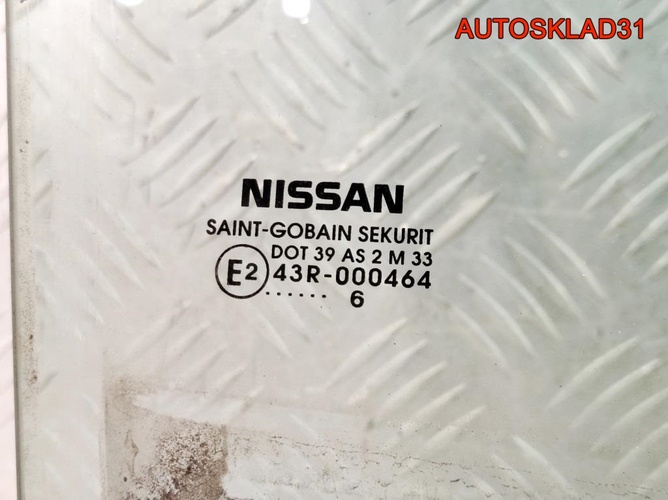 AUTOSKLAD31
NISSAN
SAINT-GOBAIN SEKURIT
DOT 39 AS 2 M 33
E2 43R-000464
...... 6